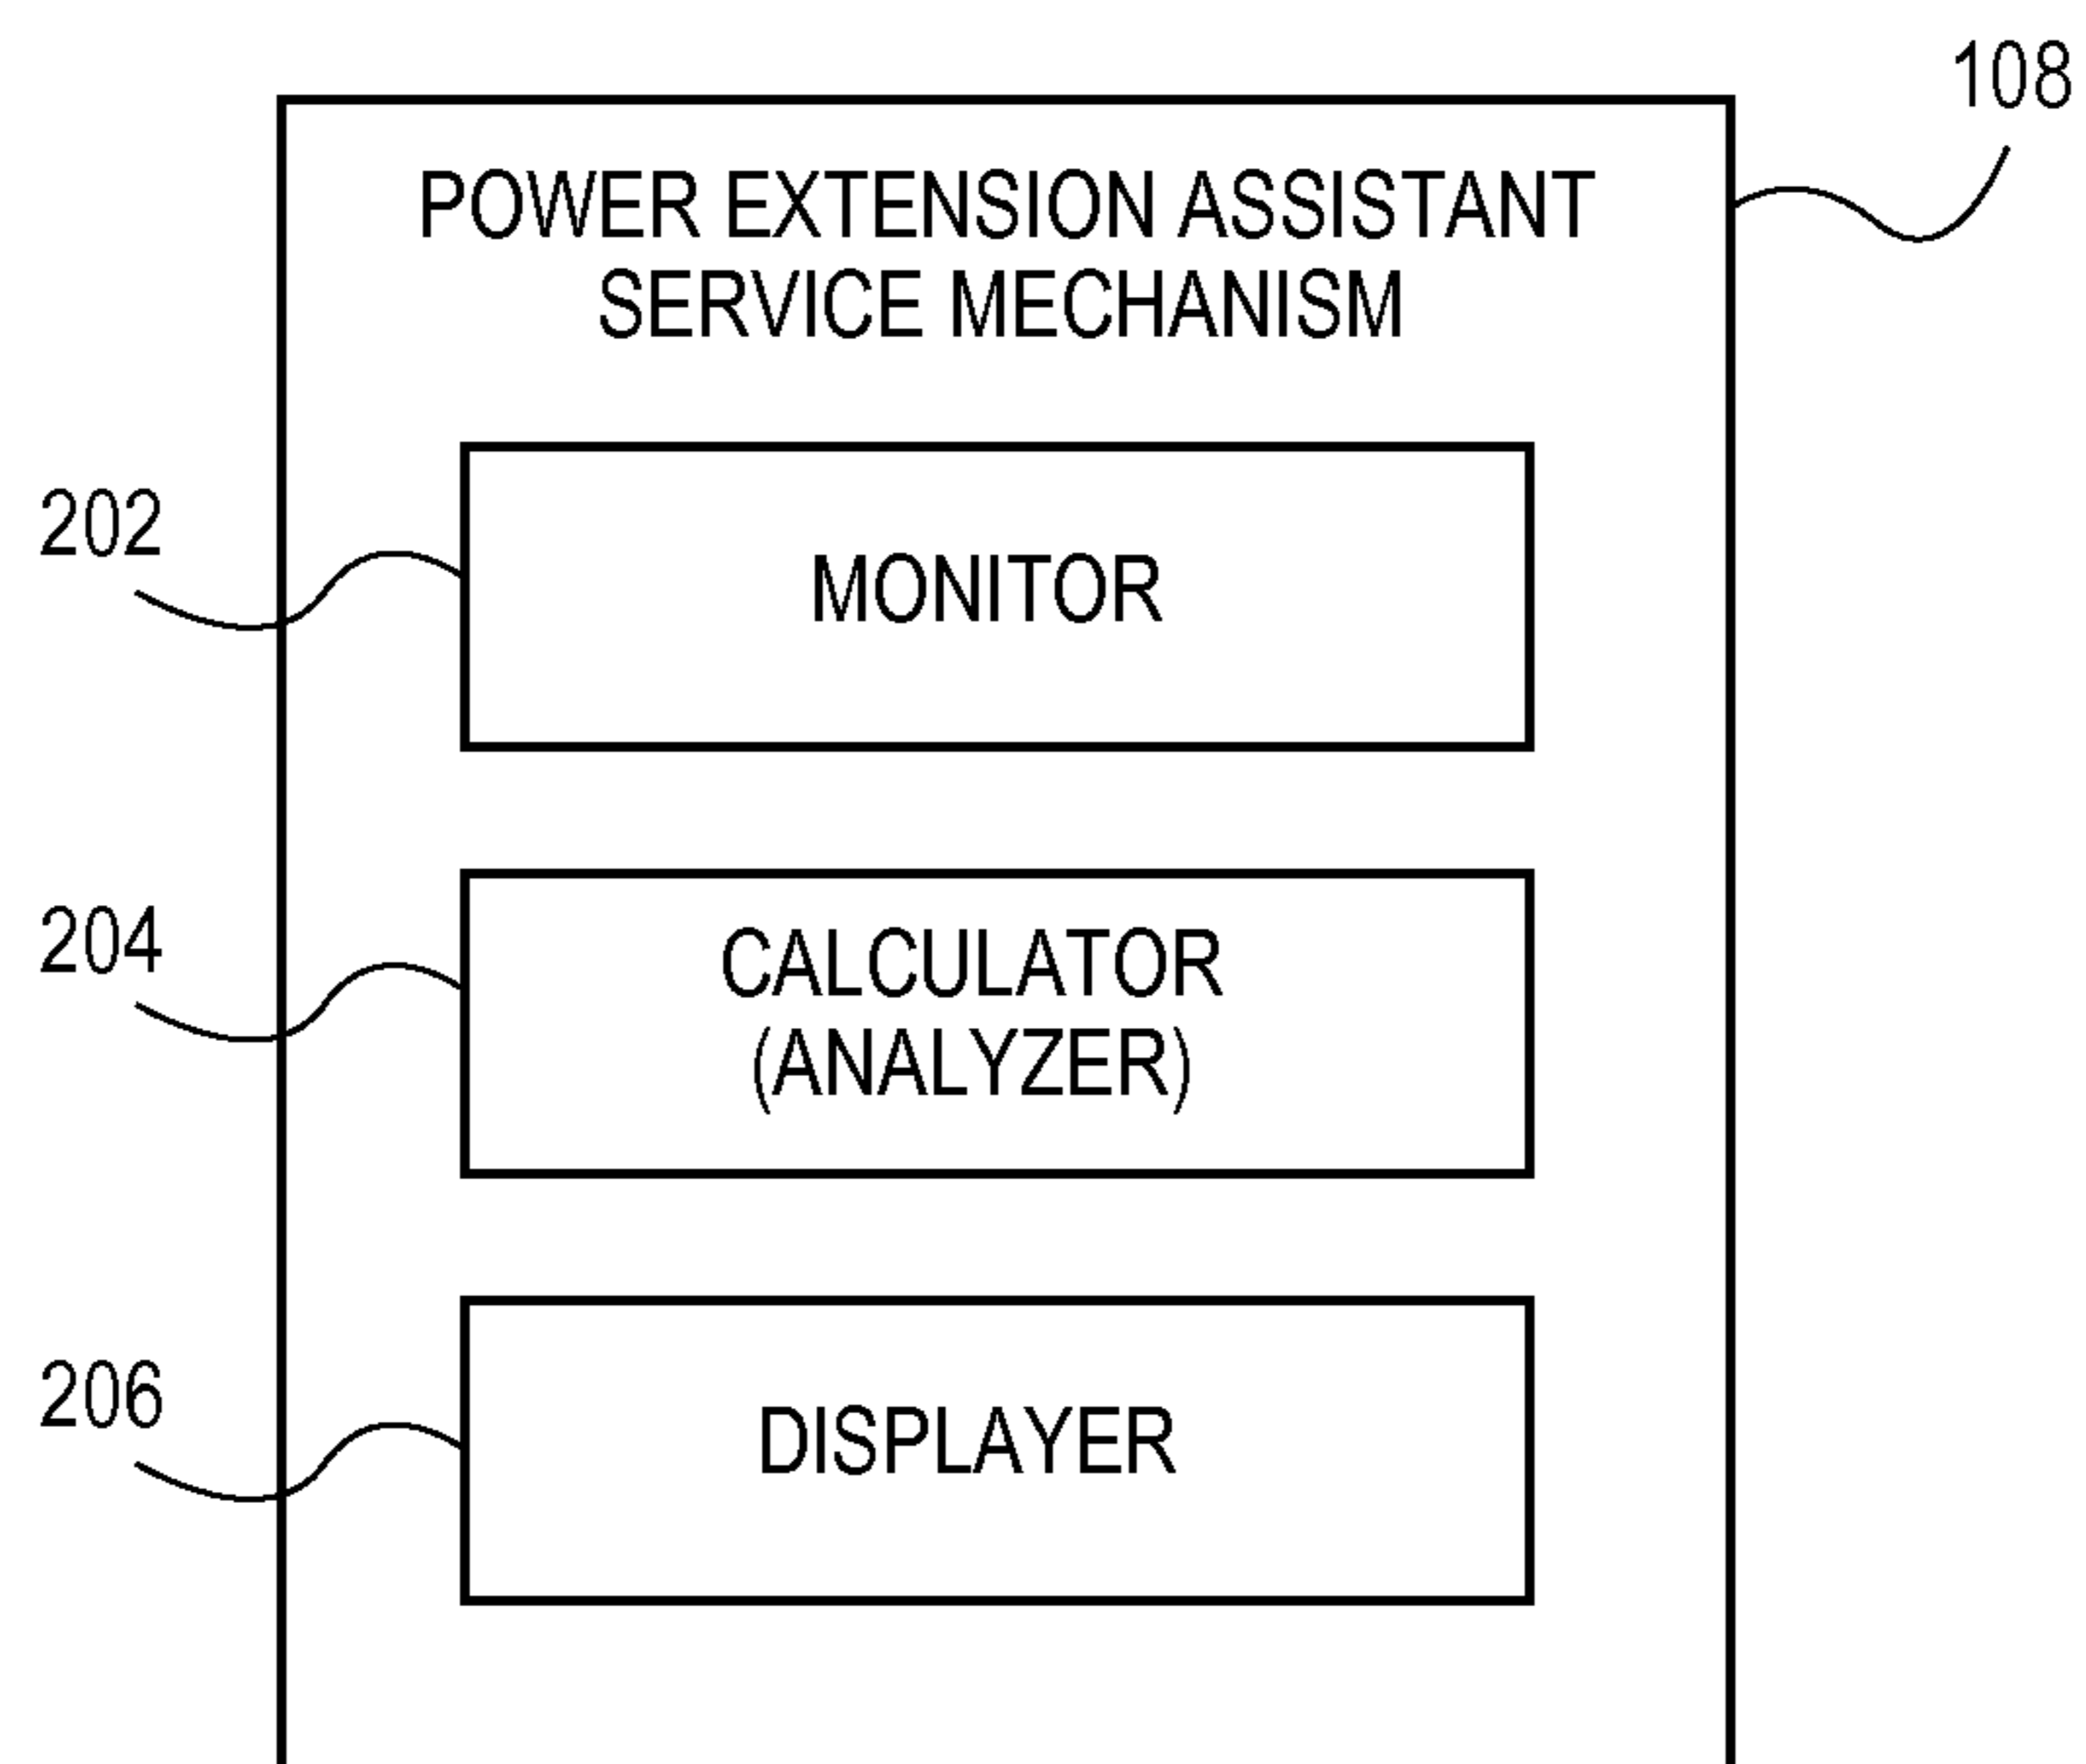 108
POWER EXTENSION ASSISTANT
SERVICE MECHANISM
202
MONITOR
204
CALCULATOR
(ANALYZER)
206
DISPLAYER